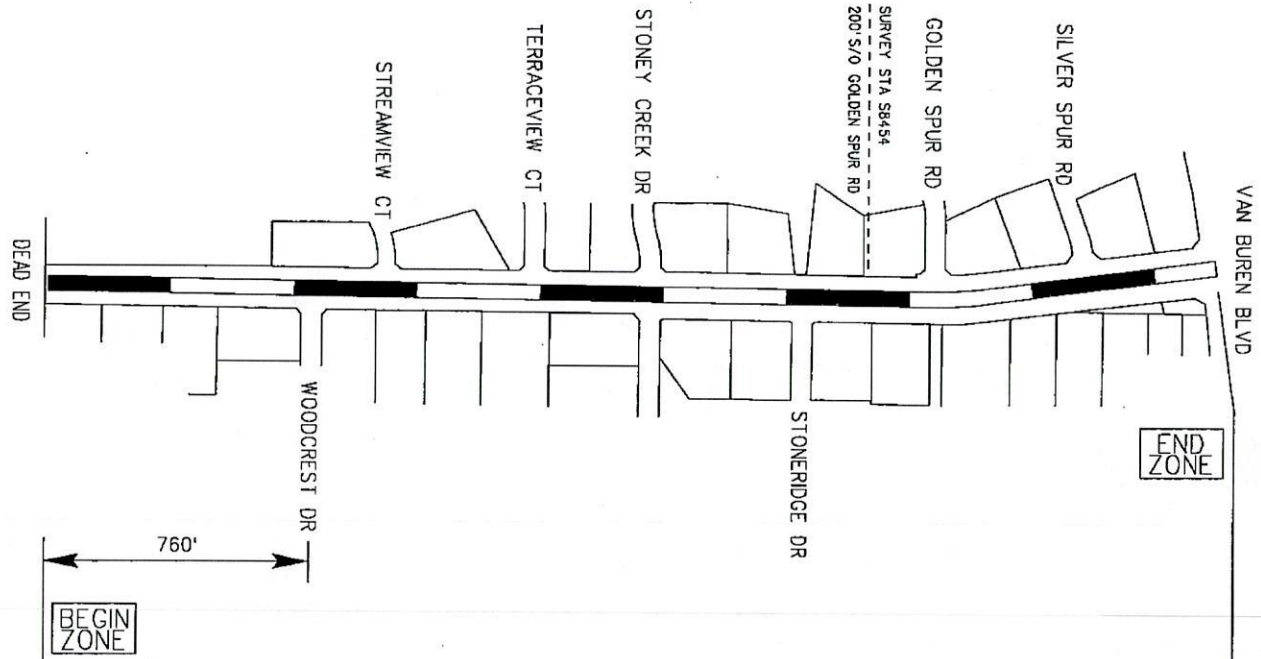 VAN BUREN BLVD
SILVER SPUR RD
GOLDEN SPUR RD
SURVEY STA S8454
200' S/O GOLDEN SPUR RD
STONEY CREEK DR
TERRACEVIEW CT
STREAMVIEW CT
DEAD END
WOODCREST DR
STONERIDGE DR
END
ZONE
760'
BEGIN
ZONE